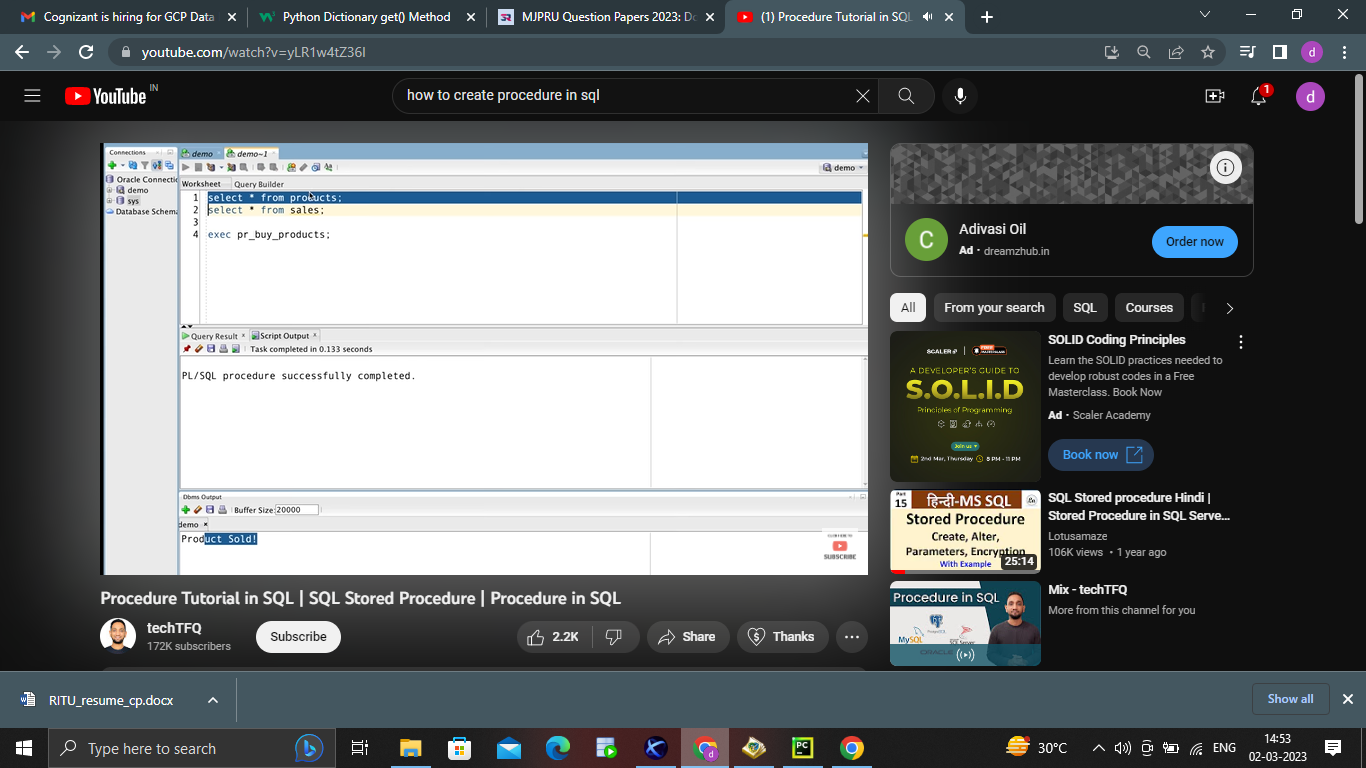 Cognizant is hiring for GCP Data
Python Dictionary get() Method
MJPRU Question Papers 2023: Do
(1) Procedure Tutorial in SQL
youtube.com/watch?v=yLR1w4tZ36I
d
YouTube IN
how to create procedure in sql
1
d
Connections
Oracle Connectic
demo
sys
Database Schema
demo
demo~1
demo
Worksheet Query Builder
1 select * from products;
2 select * from sales;
3
4 exec pr_buy_products;
Query Result
Script Output
Task completed in 0.133 seconds
PL/SQL procedure successfully completed.
Dbms Output
Buffer Size: 20000
demo
Product Sold!
SUBSCRIBE
Procedure Tutorial in SQL | SQL Stored Procedure | Procedure in SQL
techTFQ
172K subscribers
Subscribe
2.2K
Share
Thanks
C
Adivasi Oil
Ad · dreamzhub.in
Order now
All
From your search
SQL
Courses
SCALER
A DEVELOPER'S GUIDE TO
S.O.L.I.D
Principles of Programming
Join us
2nd Mar, Thursday
8 PM - 11 PM
SOLID Coding Principles
Learn the SOLID practices needed to
develop robust codes in a Free
Masterclass. Book Now
Ad · Scaler Academy
Book now
Part
15
हिन्दी-MS SQL
Stored Procedure
Create, Alter,
Parameters, Encryption
With Example
25:14
SQL Stored procedure Hindi |
Stored Procedure in SQL Serve...
Lotusamaze
106K views · 1 year ago
Procedure in SQL
MySQL
ORACLE
Mix - techTFQ
More from this channel for you
RITU_resume_cp.docx
Show all
Type here to search
PC
d
30°C
ENG
14:53
02-03-2023